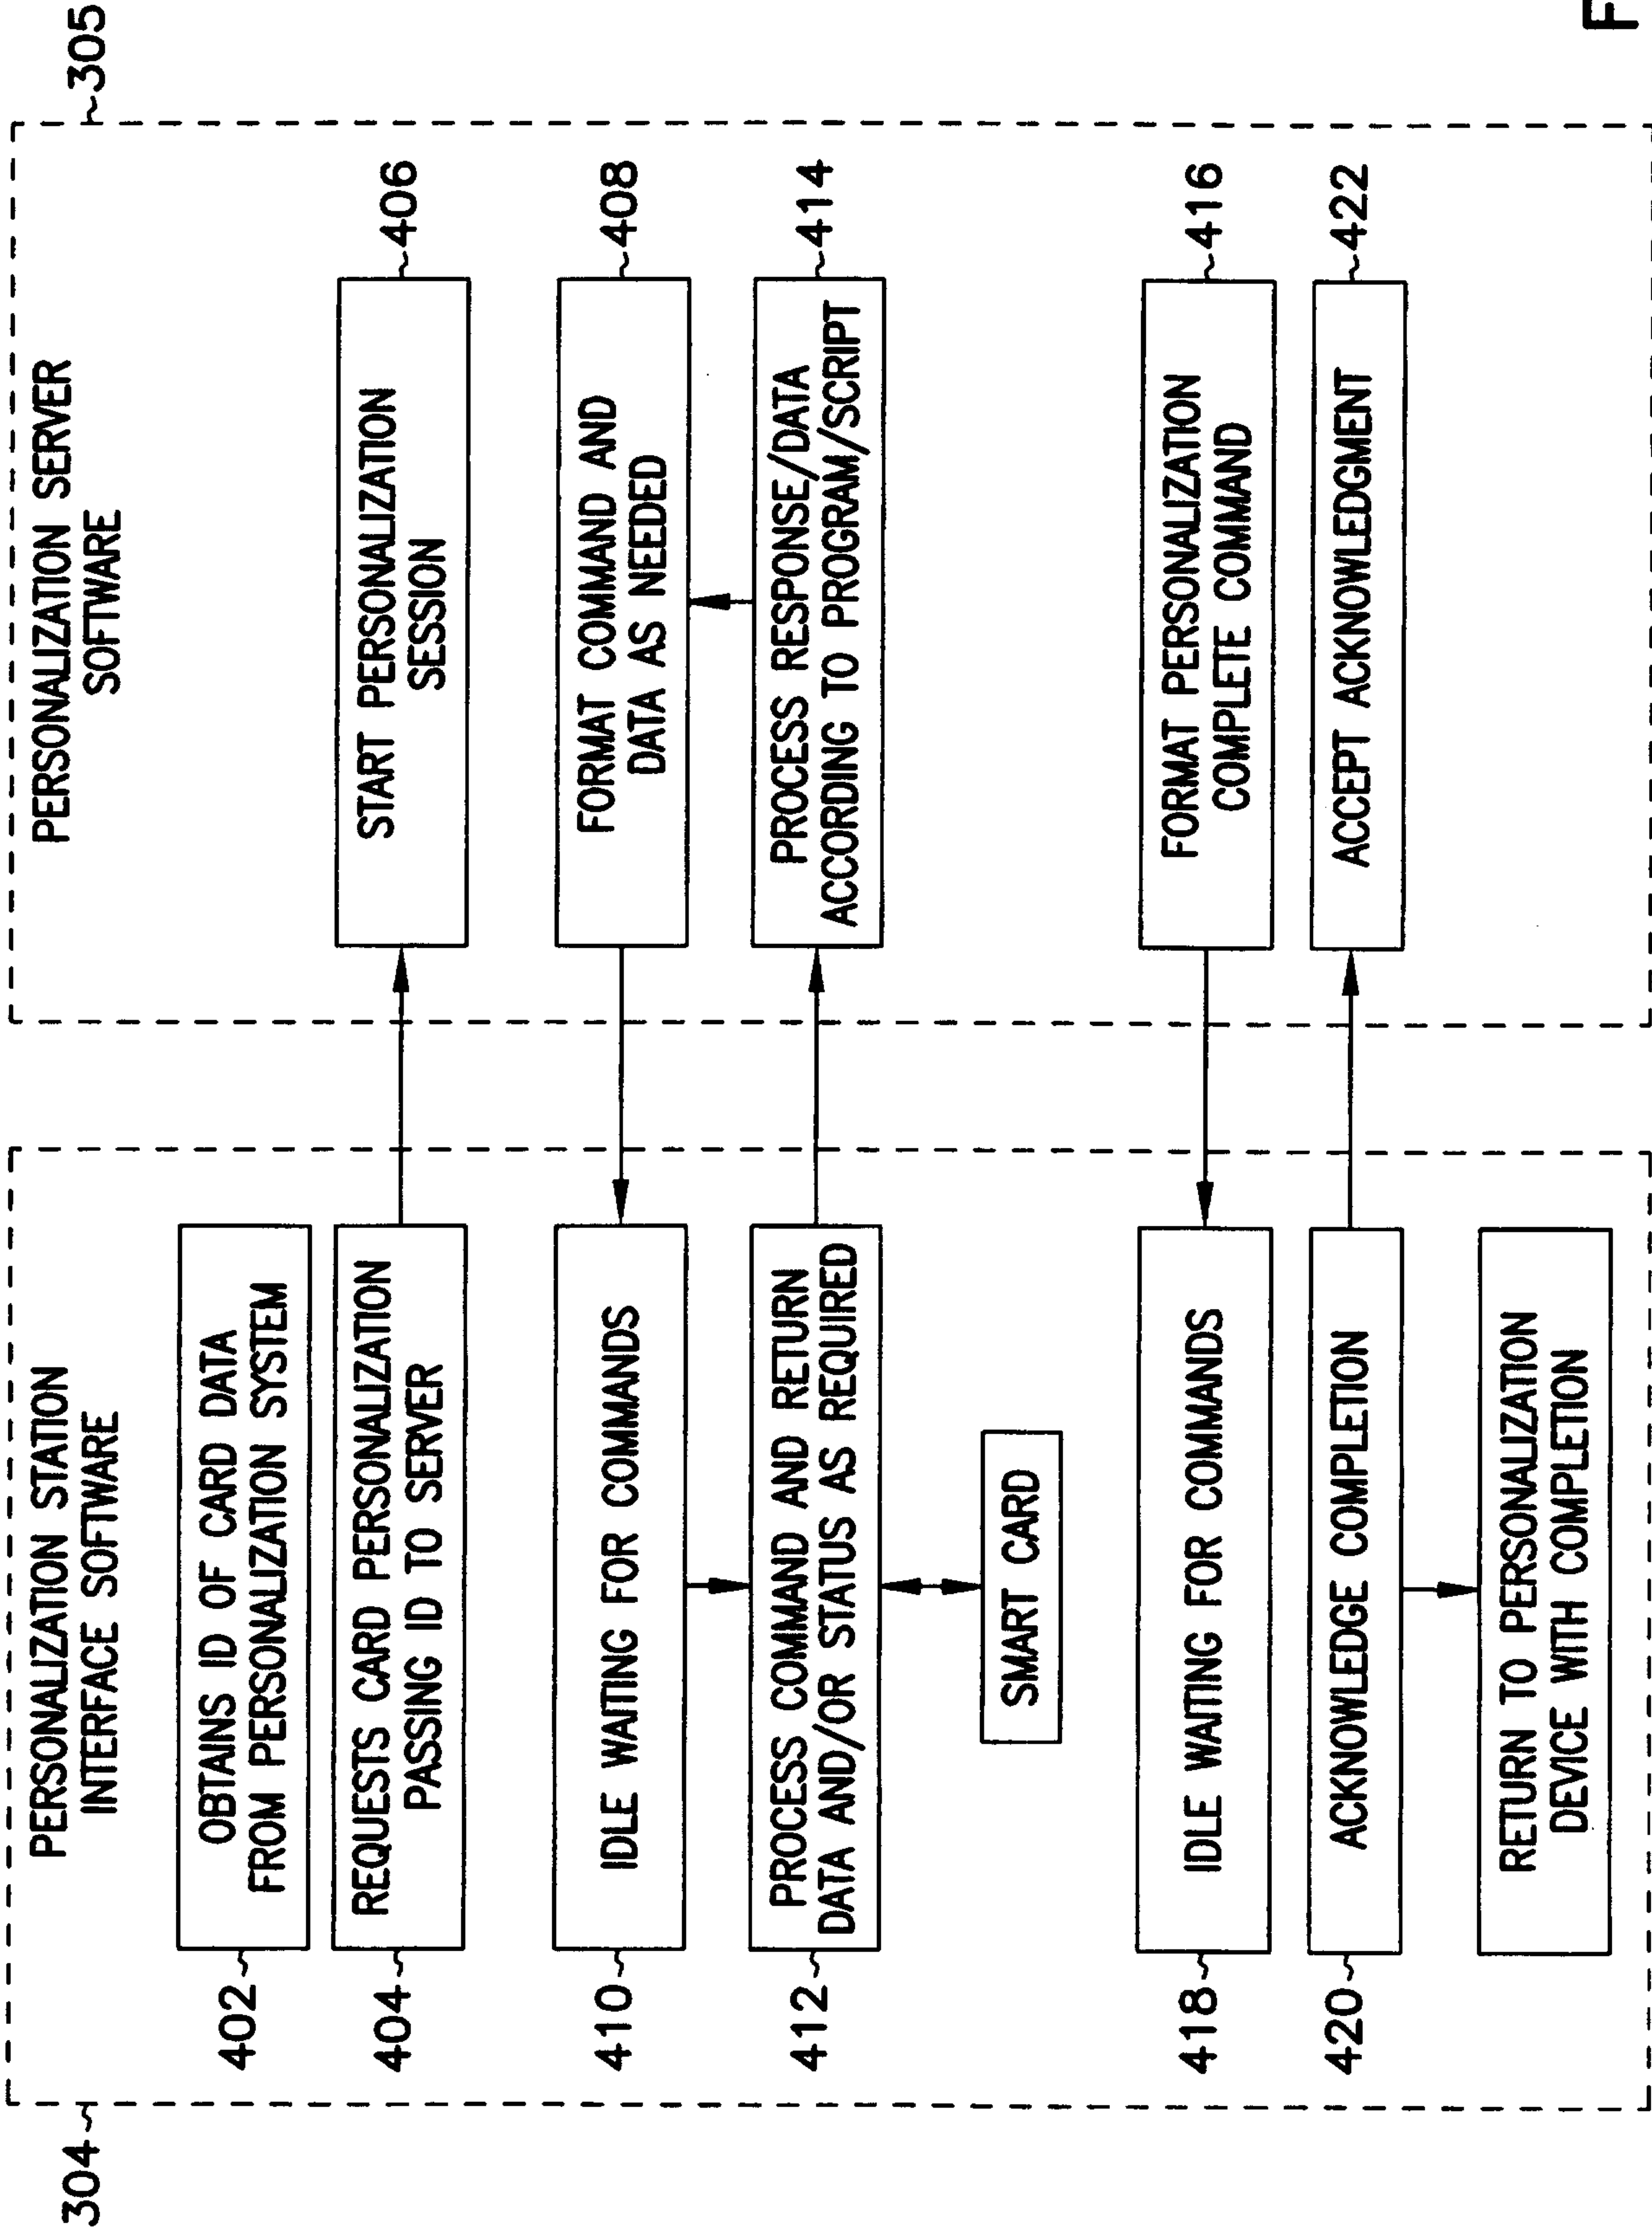 304
305
PERSONALIZATION STATION
INTERFACE SOFTWARE
PERSONALIZATION SERVER
SOFTWARE
402
OBTAINS ID OF CARD DATA
FROM PERSONALIZATION SYSTEM
404
REQUESTS CARD PERSONALIZATION
PASSING ID TO SERVER
START PERSONALIZATION
SESSION
406
410
IDLE WAITING FOR COMMANDS
FORMAT COMMAND AND
DATA AS NEEDED
408
412
PROCESS COMMAND AND RETURN
DATA AND/OR STATUS AS REQUIRED
PROCESS RESPONSE/DATA
ACCORDING TO PROGRAM/SCRIPT
414
SMART CARD
418
IDLE WAITING FOR COMMANDS
FORMAT PERSONALIZATION
COMPLETE COMMAND
416
420
ACKNOWLEDGE COMPLETION
ACCEPT ACKNOWLEDGMENT
422
RETURN TO PERSONALIZATION
DEVICE WITH COMPLETION
F